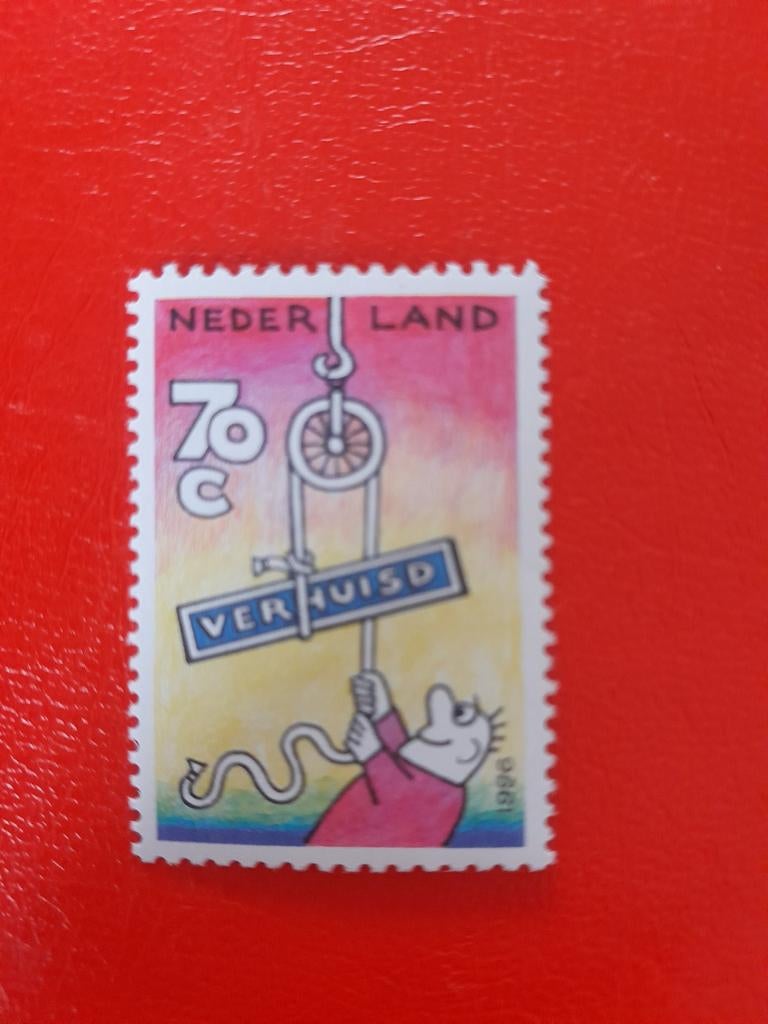 NEDER LAND
70
C
VERHUISD
1996